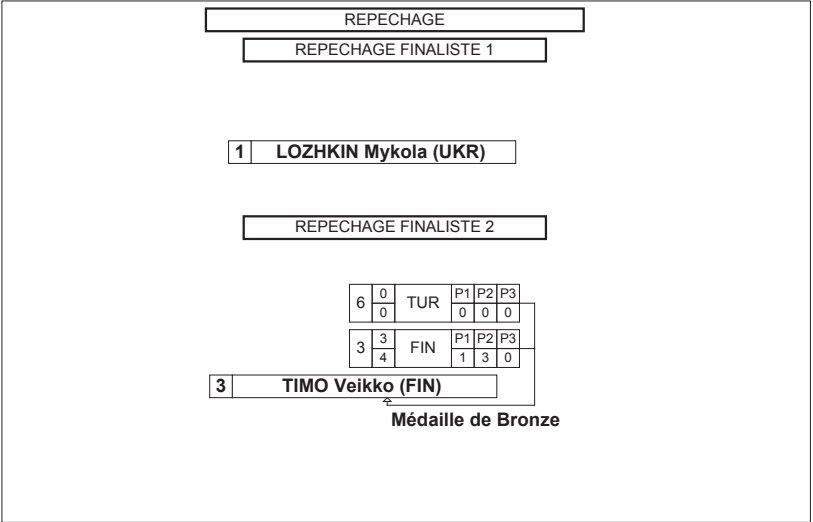 REPECHAGE
REPECHAGE FINALISTE 1
1 LOZHKIN Mykola (UKR)
REPECHAGE FINALISTE 2
6 0 TUR P1 P2 P3
0 0 0 0
3 3 FIN P1 P2 P3
4 1 3 0
3 TIMO Veikko (FIN)
Médaille de Bronze